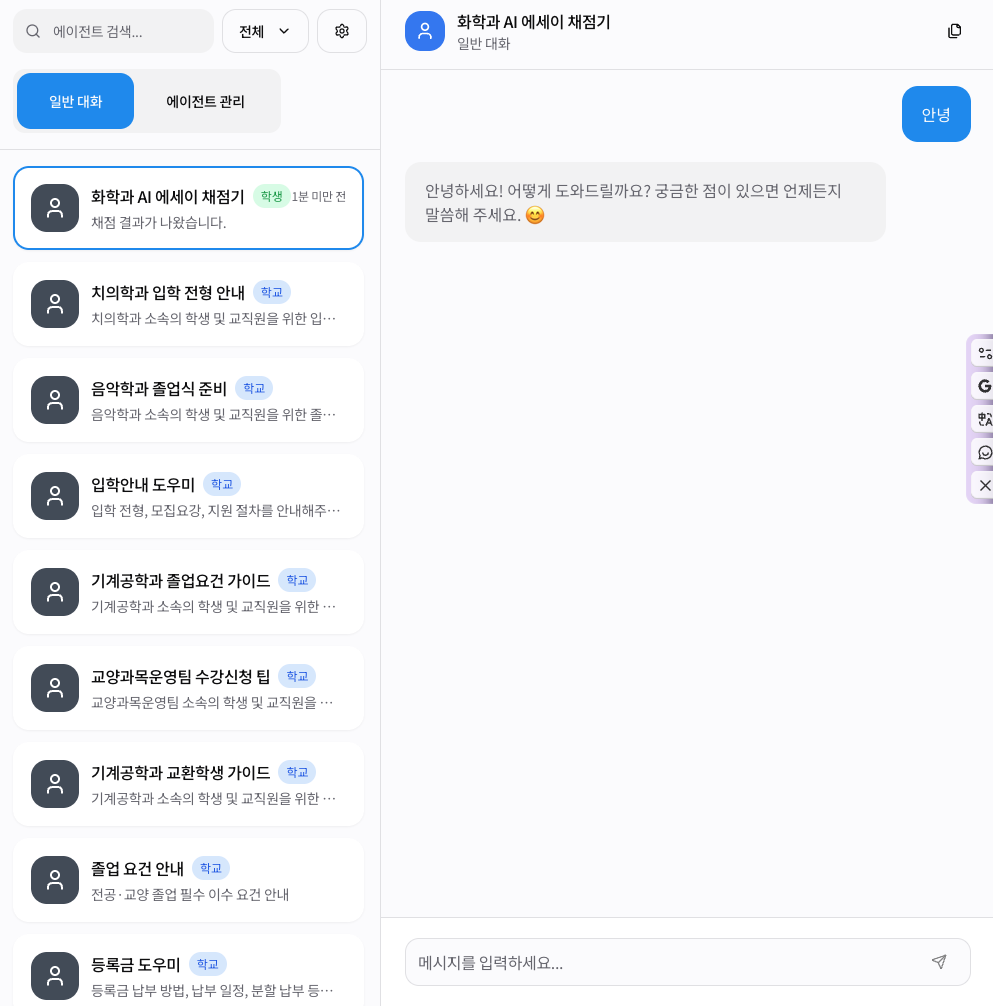 에이전트 검색...
전체
일반 대화
에이전트 관리
화학과 AI 에세이 채점기
학생
1분 미만 전
채점 결과가 나왔습니다.
치의학과 입학 전형 안내
학교
치의학과 소속의 학생 및 교직원을 위한 입…
음악학과 졸업식 준비
학교
음악학과 소속의 학생 및 교직원을 위한 졸…
입학안내 도우미
학교
입학 전형, 모집요강, 지원 절차를 안내해주…
기계공학과 졸업요건 가이드
학교
기계공학과 소속의 학생 및 교직원을 위한 …
교양과목운영팀 수강신청 팁
학교
교양과목운영팀 소속의 학생 및 교직원을 …
기계공학과 교환학생 가이드
학교
기계공학과 소속의 학생 및 교직원을 위한 …
졸업 요건 안내
학교
전공·교양 졸업 필수 이수 요건 안내
등록금 도우미
학교
등록금 납부 방법, 납부 일정, 분할 납부 등…
화학과 AI 에세이 채점기
일반 대화
안녕
안녕하세요! 어떻게 도와드릴까요? 궁금한 점이 있으면 언제든지
말씀해 주세요. 😊
메시지를 입력하세요...